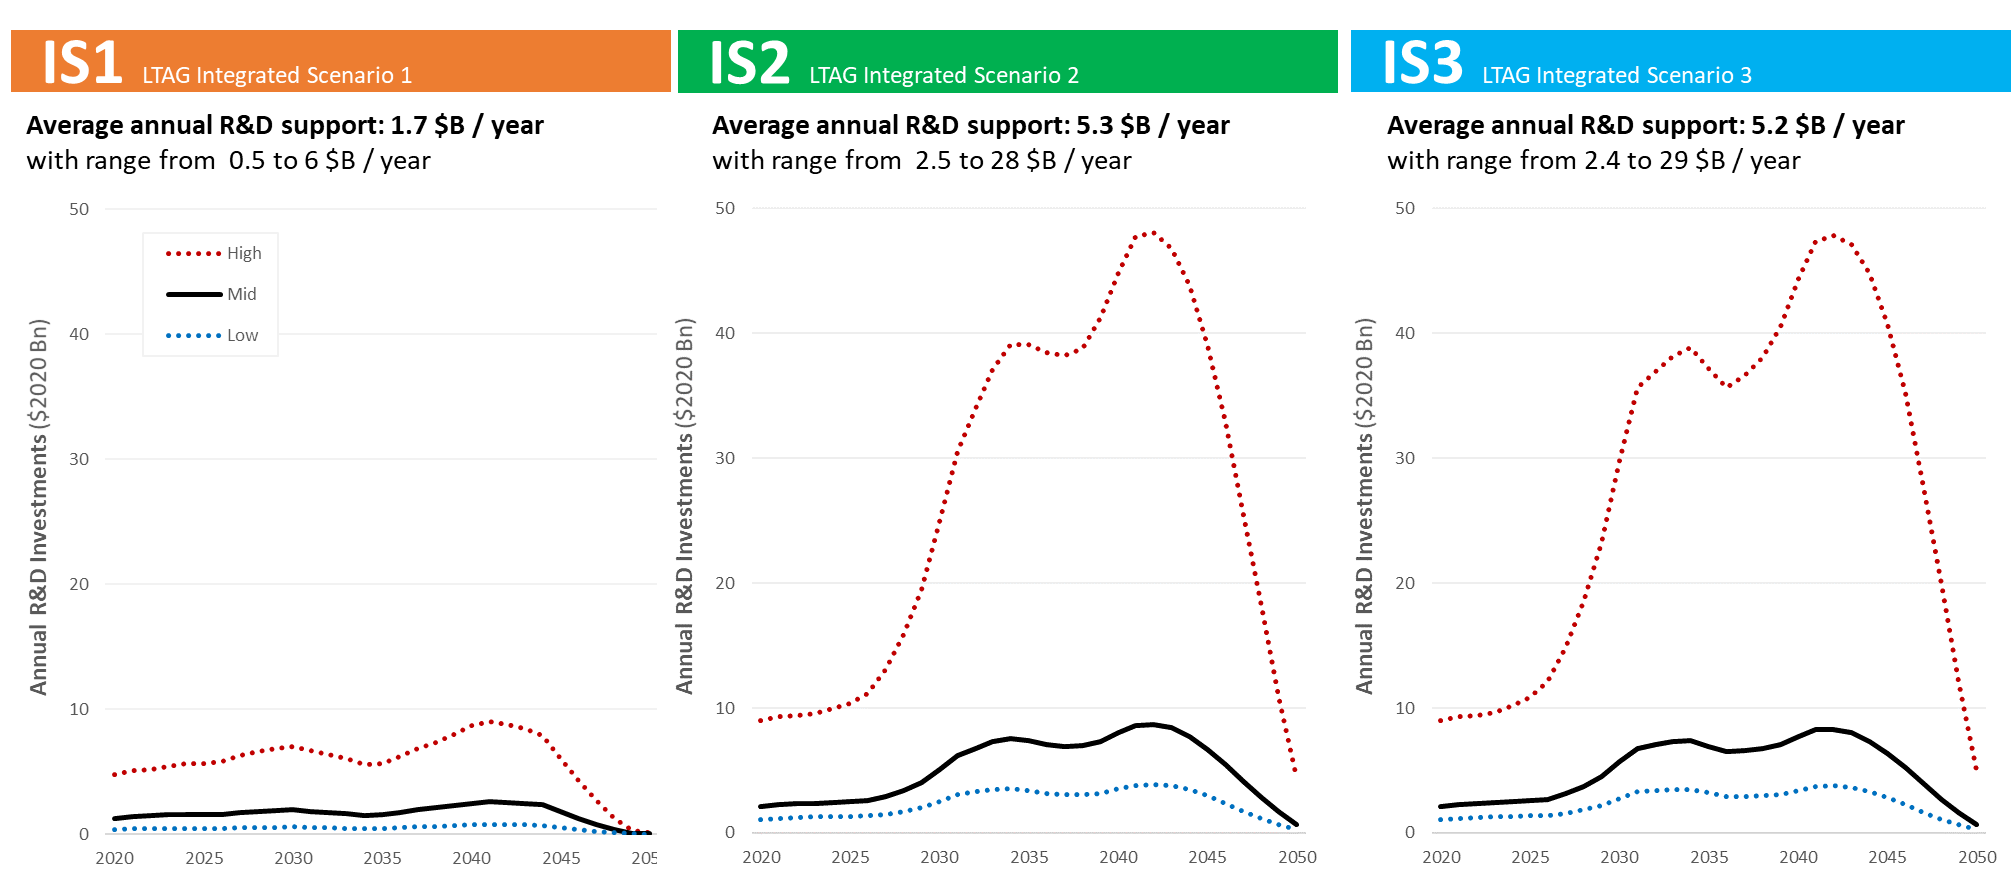 IS1 LTAG Integrated Scenario 1
Average annual R&D support: 1.7 $B / year
with range from 0.5 to 6 $B / year
Annual R&D Investments ($2020 Bn)
50
40
30
20
10
0
High
Mid
Low
2020 2025 2030 2035 2040 2045 205
IS2 LTAG Integrated Scenario 2
Average annual R&D support: 5.3 $B / year
with range from 2.5 to 28 $B / year
Annual R&D Investments ($2020 Bn)
50
40
30
20
10
0
2020 2025 2030 2035 2040 2045 2050
IS3 LTAG Integrated Scenario 3
Average annual R&D support: 5.2 $B / year
with range from 2.4 to 29 $B / year
Annual R&D Investments ($2020 Bn)
50
40
30
20
10
0
2020 2025 2030 2035 2040 2045 2050